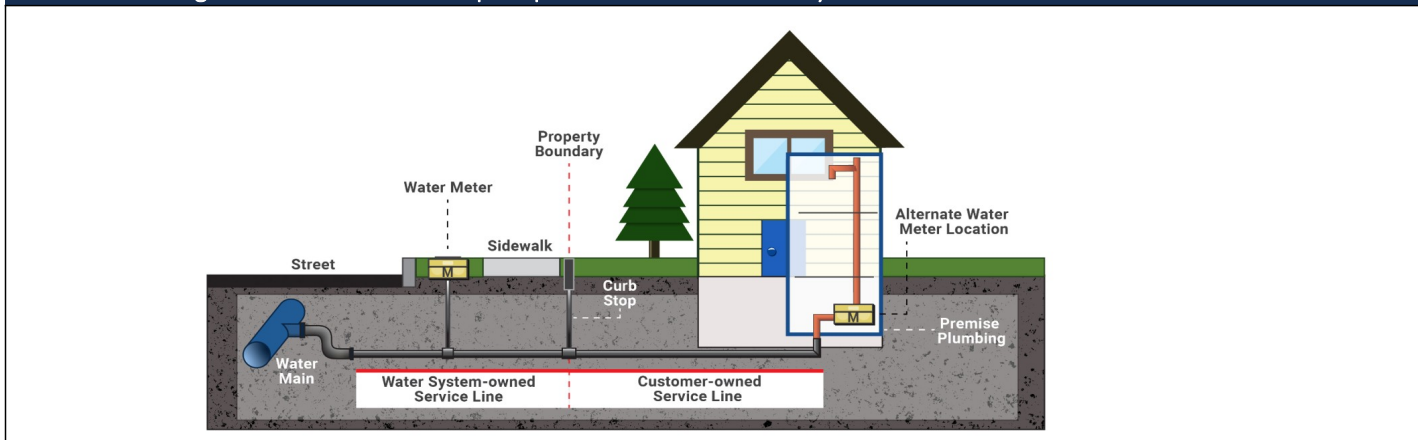 Property
Boundary
Water Meter
Alternate Water
Meter Location
Sidewalk
Street
M
Curb
Stop
M
Premise
Plumbing
Water
Main
Water System-owned
Service Line
Customer-owned
Service Line